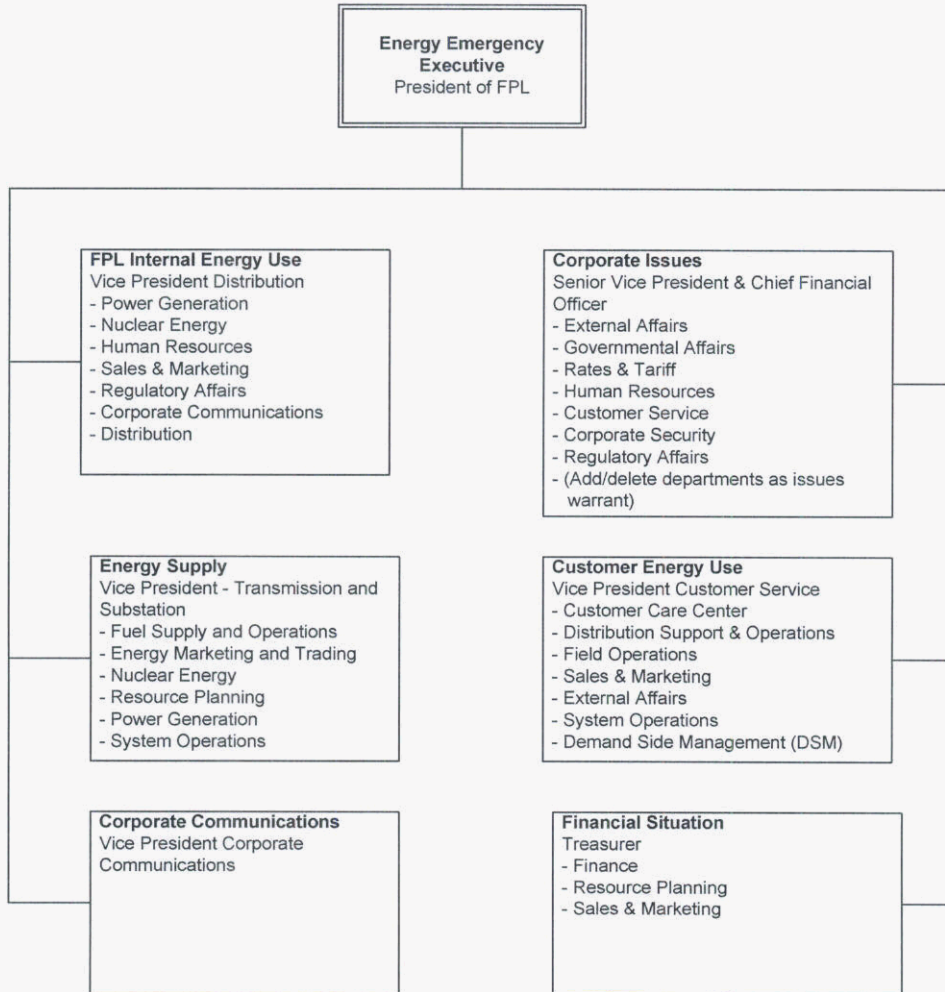 Energy Emergency
Executive
President of FPL
FPL Internal Energy Use
Vice President Distribution
- Power Generation
- Nuclear Energy
- Human Resources
- Sales & Marketing
- Regulatory Affairs
- Corporate Communications
- Distribution
Corporate Issues
Senior Vice President & Chief Financial
Officer
- External Affairs
- Governmental Affairs
- Rates & Tariff
- Human Resources
- Customer Service
- Corporate Security
- Regulatory Affairs
- (Add/delete departments as issues
warrant)
Energy Supply
Vice President - Transmission and
Substation
- Fuel Supply and Operations
- Energy Marketing and Trading
- Nuclear Energy
- Resource Planning
- Power Generation
- System Operations
Customer Energy Use
Vice President Customer Service
- Customer Care Center
- Distribution Support & Operations
- Field Operations
- Sales & Marketing
- External Affairs
- System Operations
- Demand Side Management (DSM)
Corporate Communications
Vice President Corporate
Communications
Financial Situation
Treasurer
- Finance
- Resource Planning
- Sales & Marketing